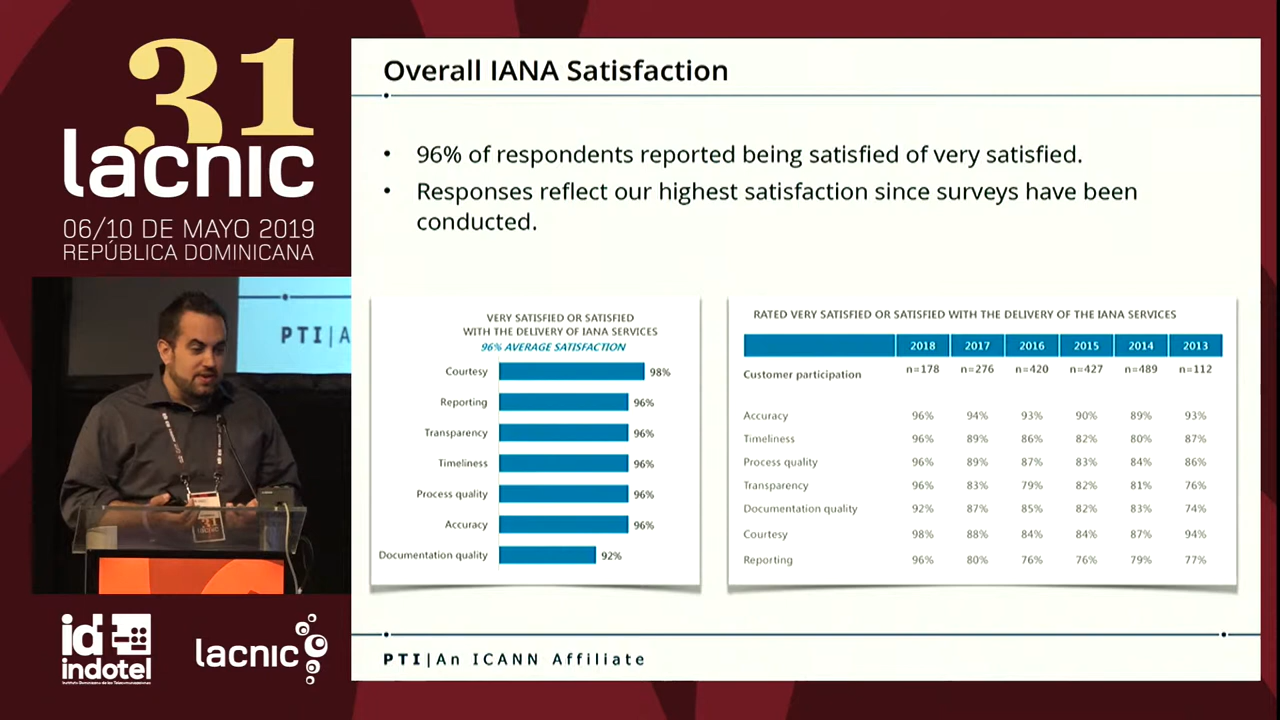 31
lacnic
06/10 DE MAYO 2019
REPÚBLICA DOMINICANA
Overall IANA Satisfaction
• 96% of respondents reported being satisfied of very satisfied.
• Responses reflect our highest satisfaction since surveys have been
conducted.
VERY SATISFIED OR SATISFIED
WITH THE DELIVERY OF IANA SERVICES
96% AVERAGE SATISFACTION
Courtesy 98%
Reporting 96%
Transparency 96%
Timeliness 96%
Process quality 96%
Accuracy 96%
Documentation quality 92%
RATED VERY SATISFIED OR SATISFIED WITH THE DELIVERY OF THE IANA SERVICES
2018 2017 2016 2015 2014 2013
Customer participation n=178 n=276 n=420 n=427 n=489 n=112
Accuracy 96% 94% 93% 90% 89% 93%
Timeliness 96% 89% 86% 82% 80% 87%
Process quality 96% 89% 87% 83% 84% 86%
Transparency 96% 83% 79% 82% 81% 76%
Documentation quality 92% 87% 85% 82% 83% 74%
Courtesy 98% 88% 84% 84% 87% 94%
Reporting 96% 80% 76% 76% 79% 77%
PTI|An ICANN Affiliate
PTI|A
31
id
indotel
Instituto Dominicano de las Telecomunicaciones
lacnic